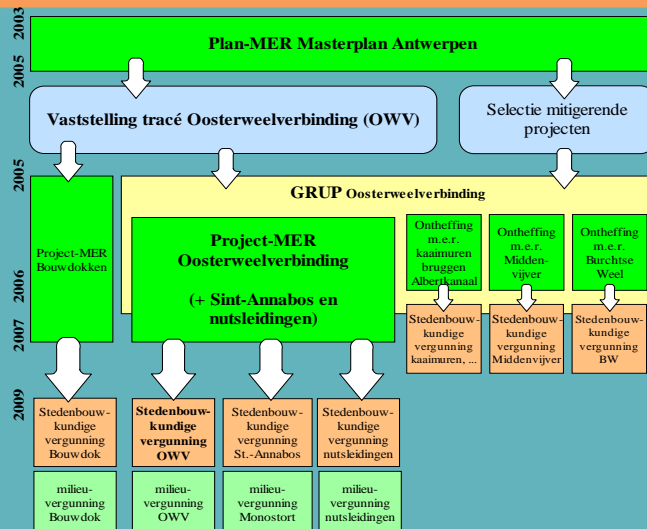 2003
Plan-MER Masterplan Antwerpen
2005
Vaststelling tracé Oosterweelverbinding (OWV)
Selectie mitigerende
projecten
2005
GRUP Oosterweelverbinding
Project-MER
Bouwdokken
Project-MER
Oosterweelverbinding
(+ Sint-Annabos en
nutsleidingen)
Ontheffing
m.e.r.
kaaimuren
bruggen
Albertkanaal
Ontheffing
m.e.r.
Midden-
vijver
Ontheffing
m.e.r.
Burchtse
Weel
2006
2007
Stedenbouw-
kundige
vergunning
kaaimuren, ...
Stedenbouw-
kundige
vergunning
Middenvijver
Stedenbouw-
kundige
vergunning
BW
2009
Stedenbouw-
kundige
vergunning
Bouwdok
Stedenbouw-
kundige
vergunning
OWV
Stedenbouw-
kundige
vergunning
St.-Annabos
Stedenbouw-
kundige
vergunning
nutsleidingen
milieu-
vergunning
Bouwdok
milieu-
vergunning
OWV
milieu-
vergunning
Monostort
milieu-
vergunning
nutsleidingen